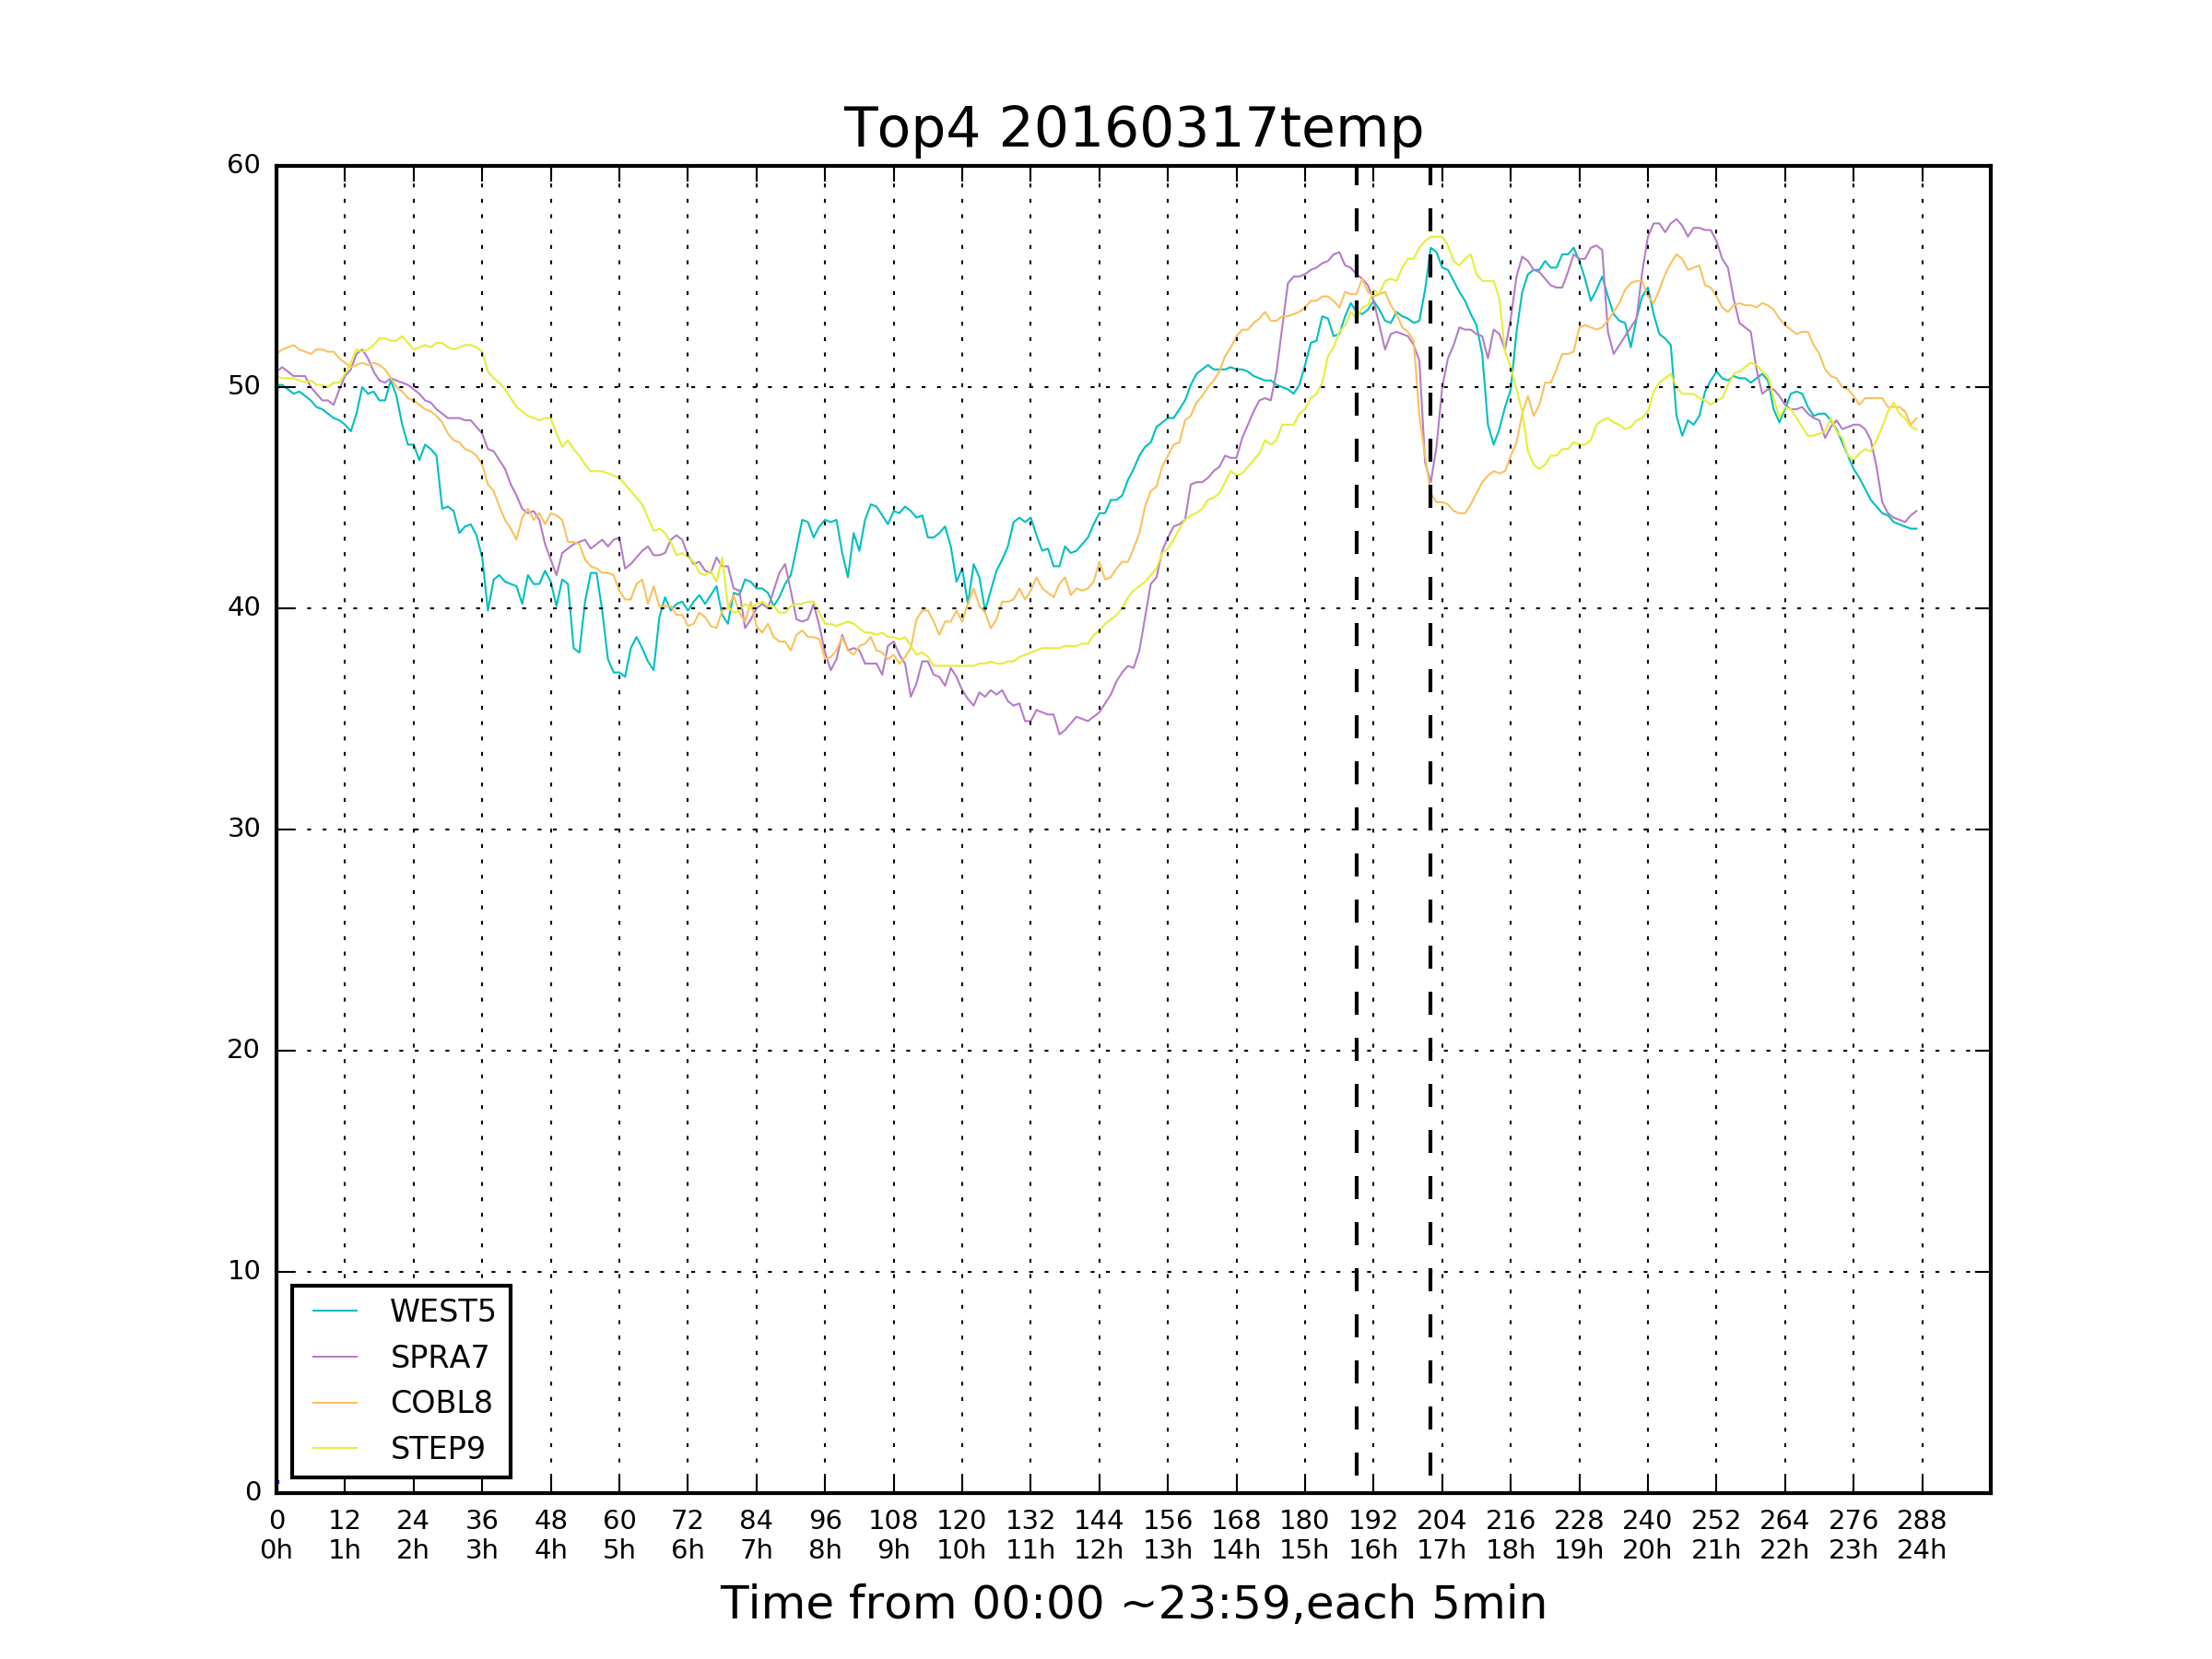 Top4 20160317temp
60
50
40
30
20
10
0
WEST5
SPRA7
COBL8
STEP9
0 12 24 36 48 60 72 84 96 108 120 132 144 156 168 180 192 204 216 228 240 252 264 276 288
0h 1h 2h 3h 4h 5h 6h 7h 8h 9h 10h 11h 12h 13h 14h 15h 16h 17h 18h 19h 20h 21h 22h 23h 24h
Time from 00:00 ~23:59,each 5min